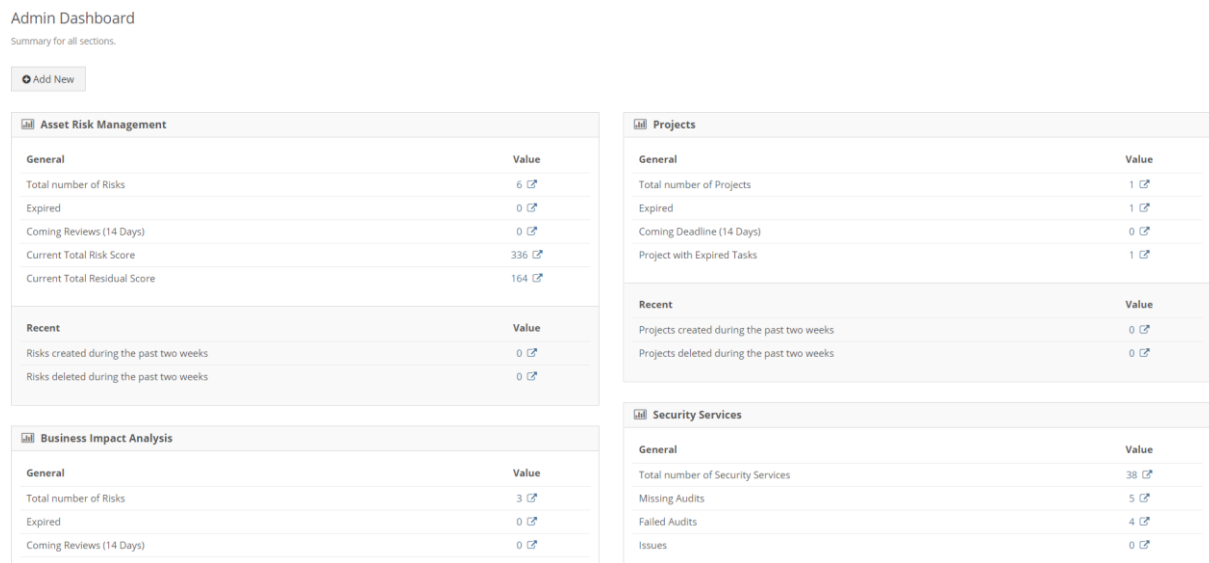 Admin Dashboard
Summary for all sections.
Add New
Asset Risk Management
General Value
Total number of Risks 6
Expired 0
Coming Reviews (14 Days) 0
Current Total Risk Score 336
Current Total Residual Score 164
Recent Value
Risks created during the past two weeks 0
Risks deleted during the past two weeks 0
Business Impact Analysis
General Value
Total number of Risks 3
Expired 0
Coming Reviews (14 Days) 0
Projects
General Value
Total number of Projects 1
Expired 1
Coming Deadline (14 Days) 0
Project with Expired Tasks 1
Recent Value
Projects created during the past two weeks 0
Projects deleted during the past two weeks 0
Security Services
General Value
Total number of Security Services 38
Missing Audits 5
Failed Audits 4
Issues 0